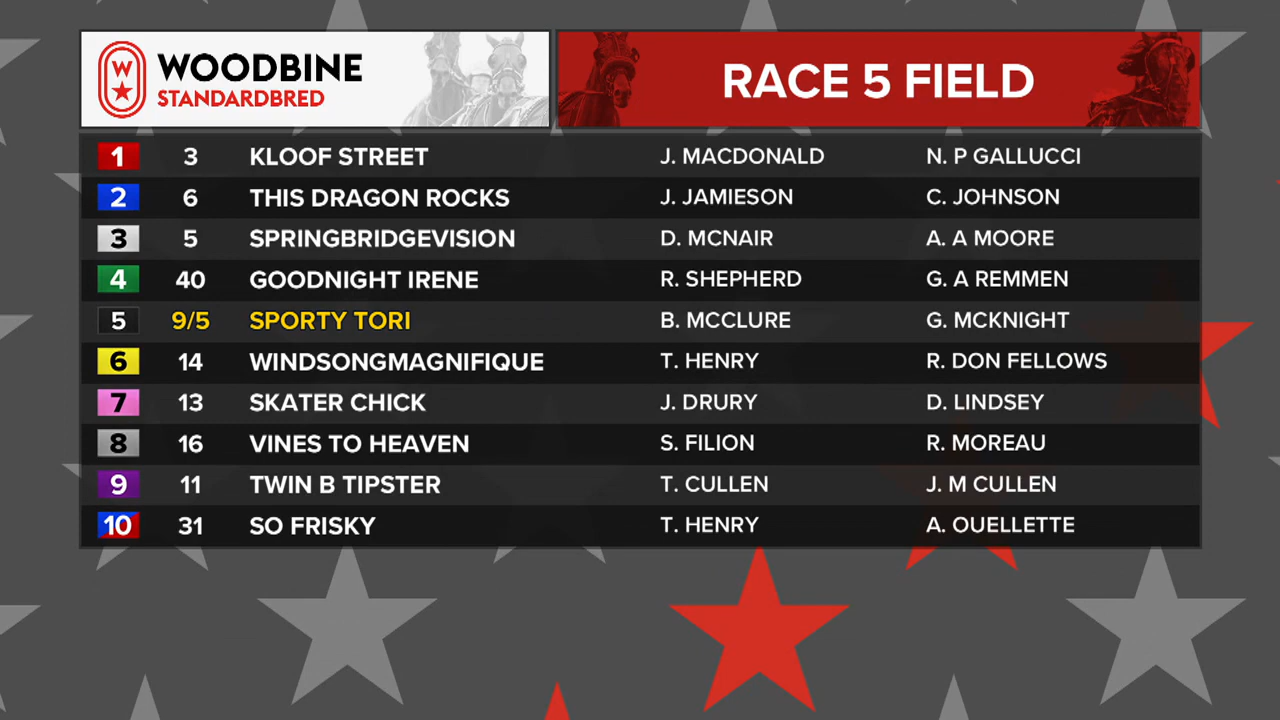 W
WOODBINE
STANDARDBRED
RACE 5 FIELD
1 3 KLOOF STREET J. MACDONALD N. P GALLUCCI
2 6 THIS DRAGON ROCKS J. JAMIESON C. JOHNSON
3 5 SPRINGBRIDGEVISION D. MCNAIR A. A MOORE
4 40 GOODNIGHT IRENE R. SHEPHERD G. A REMMEN
5 9/5 SPORTY TORI B. MCCLURE G. MCKNIGHT
6 14 WINDSONGMAGNIFIQUE T. HENRY R. DON FELLOWS
7 13 SKATER CHICK J. DRURY D. LINDSEY
8 16 VINES TO HEAVEN S. FILION R. MOREAU
9 11 TWIN B TIPSTER T. CULLEN J. M CULLEN
10 31 SO FRISKY T. HENRY A. OUELLETTE